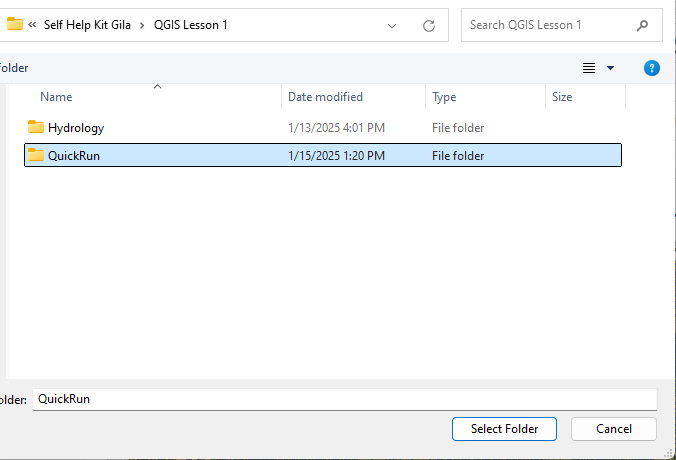 « Self Help Kit Gila > QGIS Lesson 1
Search QGIS Lesson 1
older
?
Name Date modified Type Size
Hydrology 1/13/2025 4:01 PM File folder
QuickRun 1/15/2025 1:20 PM File folder
older: QuickRun
Select Folder Cancel